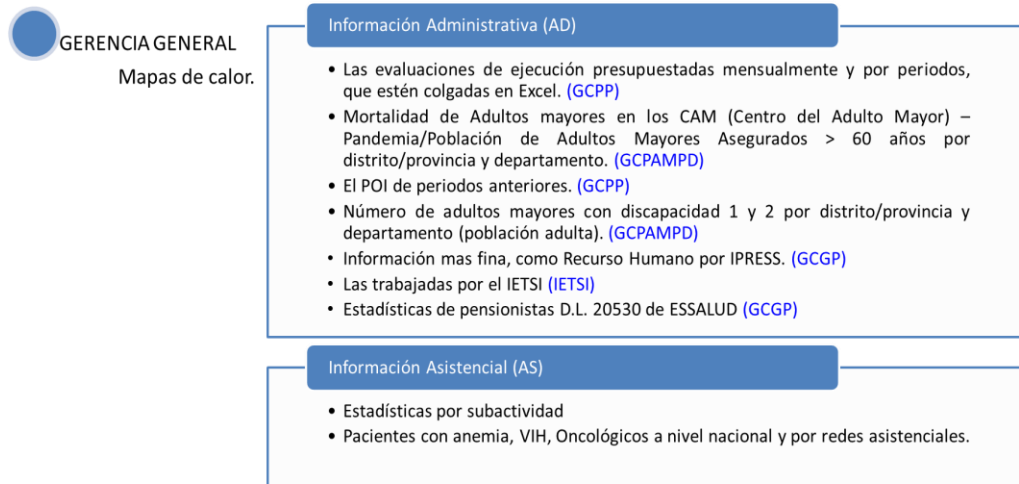 GERENCIA GENERAL
Mapas de calor.
Información Administrativa (AD)
• Las evaluaciones de ejecución presupuestadas mensualmente y por periodos,
que estén colgadas en Excel. (GCPP)
• Mortalidad de Adultos mayores en los CAM (Centro del Adulto Mayor) –
Pandemia/Población de Adultos Mayores Asegurados > 60 años por
distrito/provincia y departamento. (GCPAMPD)
• El POI de periodos anteriores. (GCPP)
• Número de adultos mayores con discapacidad 1 y 2 por distrito/provincia y
departamento (población adulta). (GCPAMPD)
• Información mas fina, como Recurso Humano por IPRESS. (GCGP)
• Las trabajadas por el IETSI (IETSI)
• Estadísticas de pensionistas D.L. 20530 de ESSALUD (GCGP)
Información Asistencial (AS)
• Estadísticas por subactividad
• Pacientes con anemia, VIH, Oncológicos a nivel nacional y por redes asistenciales.